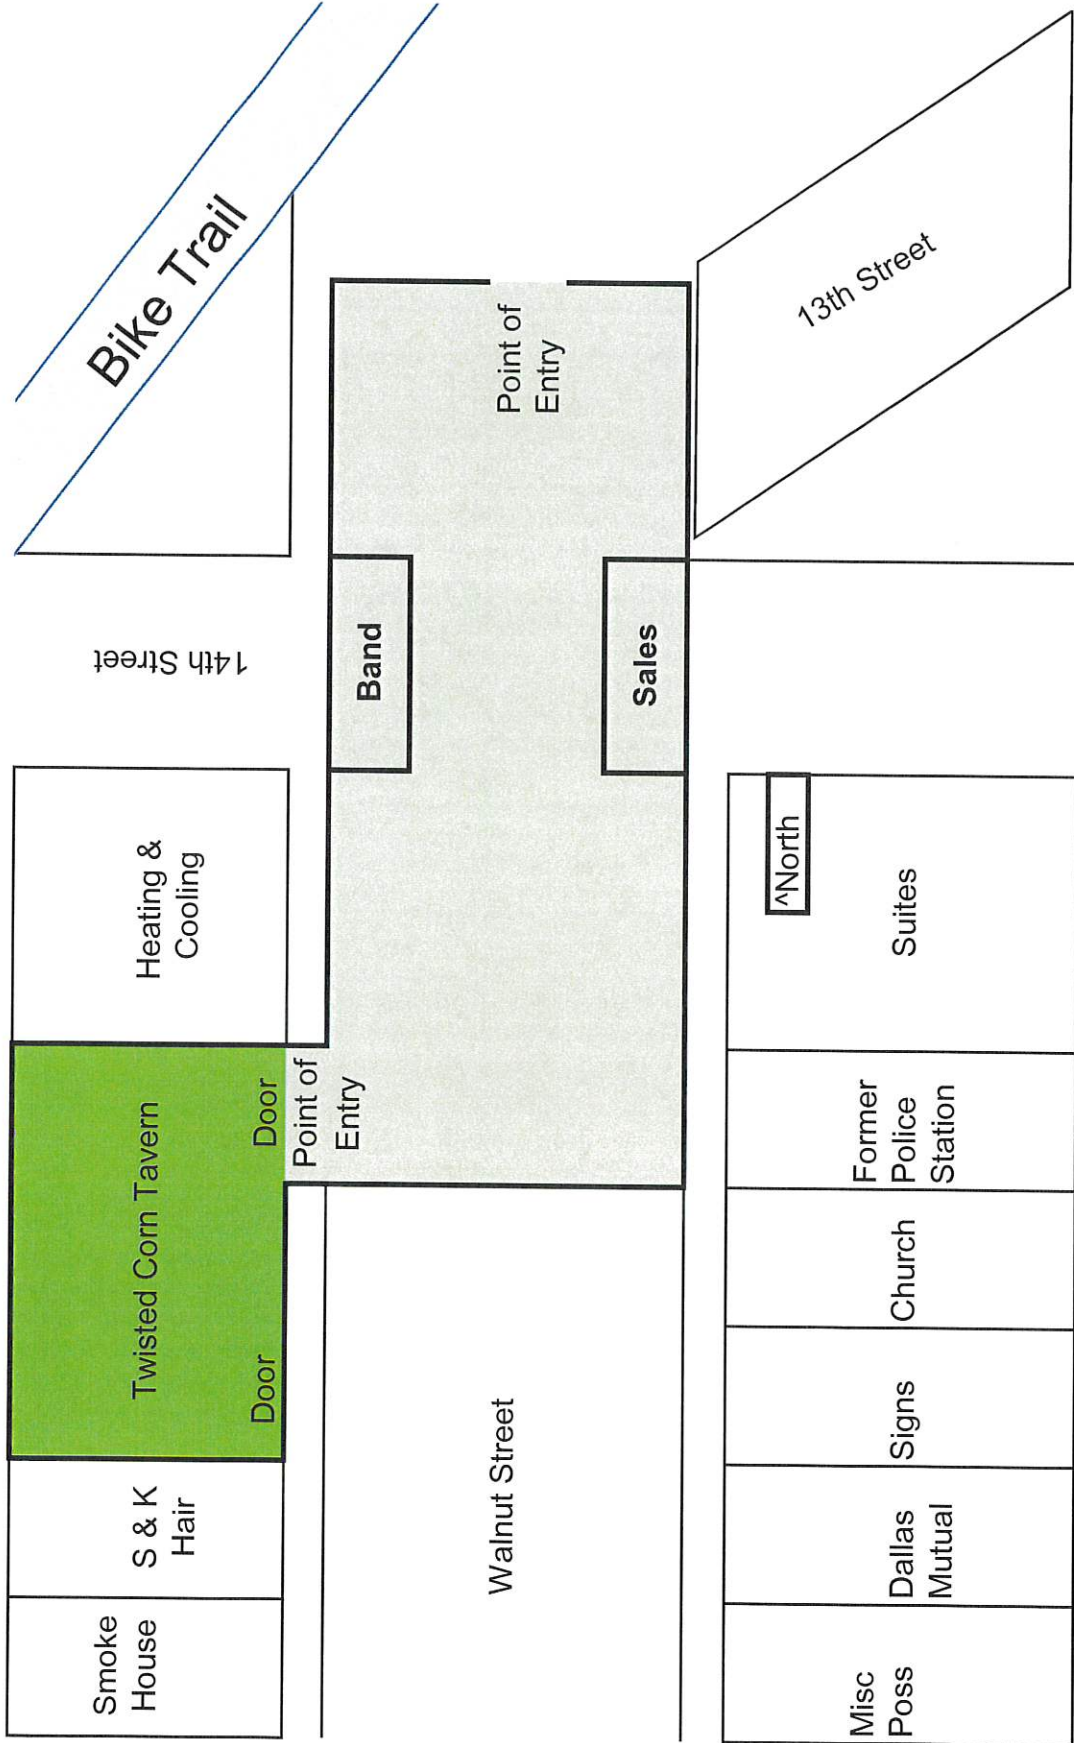 Smoke
House
S & K
Hair
Twisted Corn Tavern
Door
Door
Heating &
Cooling
14th Street
Bike Trail
Point of
Entry
Band
Point of
Entry
Walnut Street
Sales
13th Street
Misc
Poss
Dallas
Mutual
Signs
Church
Former
Police
Station
Suites
^North